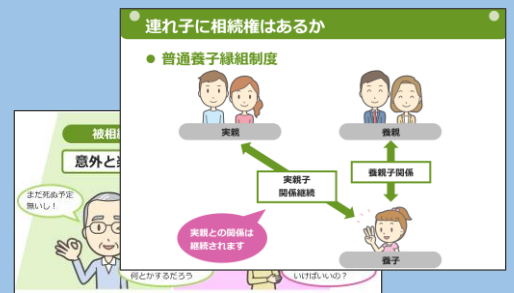 連れ子に相続権はあるか
● 普通養子縁組制度
実親
養親
実親子
関係継続
養親子関係
実親との関係は
継続されます
養子
被相
意外と
まだ死ぬ予定
無いし!
何とかするだろう
いけばいいの?